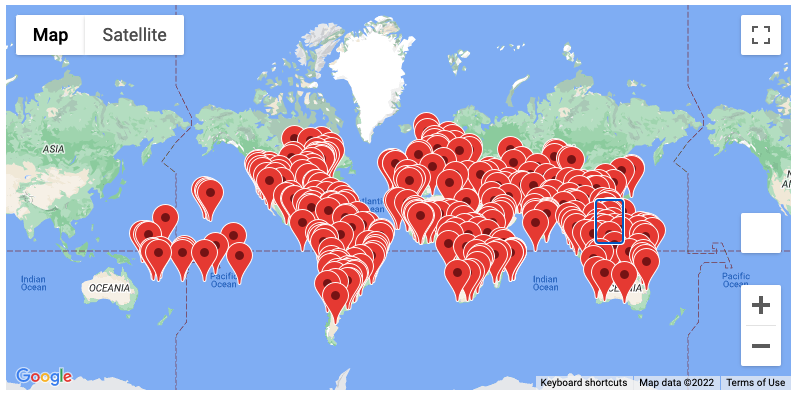 Map
Satellite
ASIA
Indian
Ocean
OCEANIA
Pacific
Ocean
Indian
Ocean
Pacific
Ocean
Google
Keyboard shortcuts
Map data ©2022
Terms of Use